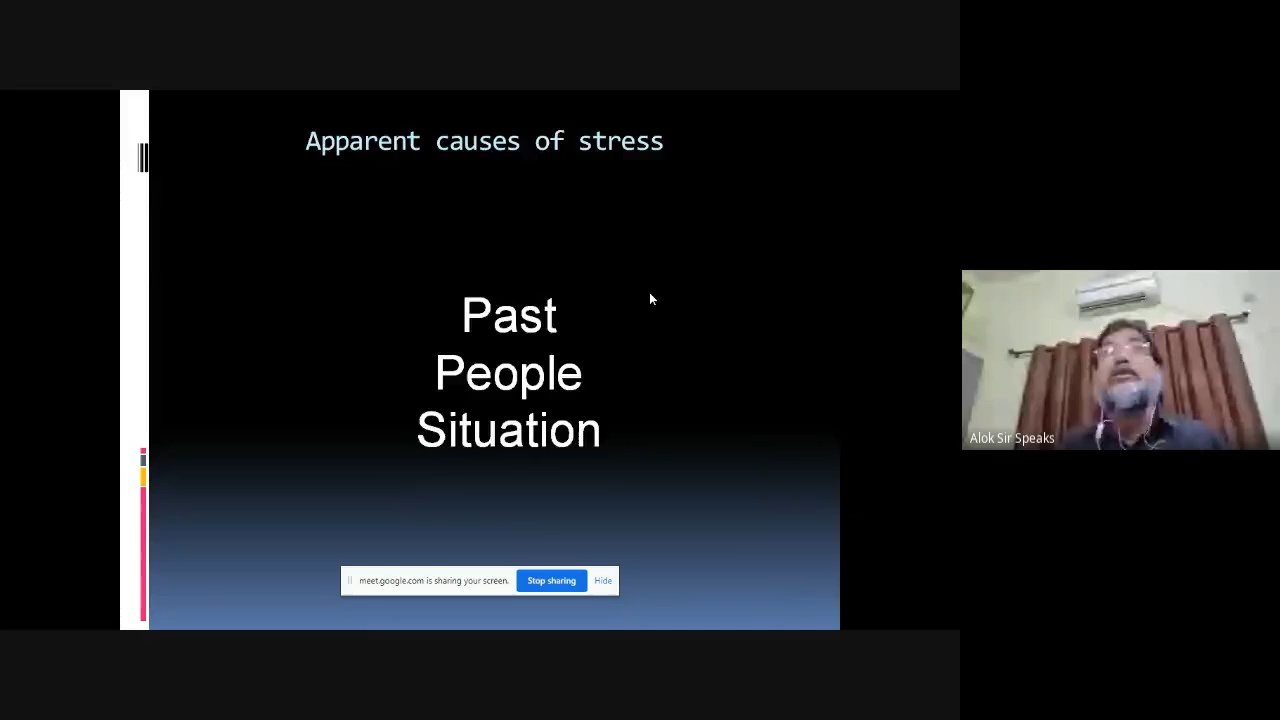 Apparent causes of stress
Past
People
Situation
meet.google.com is sharing your screen. Stop sharing Hide
Alok Sir Speaks